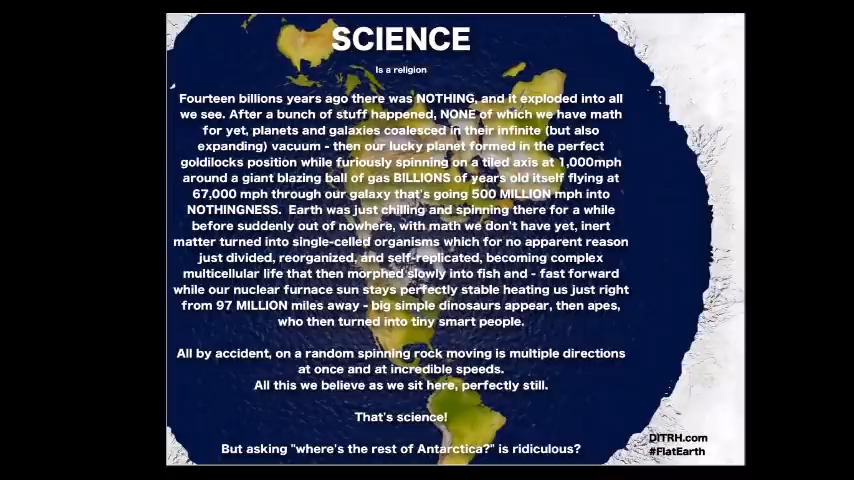 SCIENCE
Is a religion
Fourteen billions years ago there was NOTHING, and it exploded into all
we see. After a bunch of stuff happened, NONE of which we have math
for yet, planets and galaxies coalesced in their infinite (but also
expanding) vacuum - then our lucky planet formed in the perfect
goldilocks position while furiously spinning on a tiled axis at 1,000mph
around a giant blazing ball of gas BILLIONS of years old itself flying at
67,000 mph through our galaxy that's going 500 MILLION mph into
NOTHINGNESS. Earth was just chilling and spinning there for a while
before suddenly out of nowhere, with math we don't have yet, inert
matter turned into single-celled organisms which for no apparent reason
just divided, reorganized, and self-replicated, becoming complex
multicellular life that then morphed slowly into fish and - fast forward
while our nuclear furnace sun stays perfectly stable heating us just right
from 97 MILLION miles away - big simple dinosaurs appear, then apes,
who then turned into tiny smart people.
All by accident, on a random spinning rock moving is multiple directions
at once and at incredible speeds.
All this we believe as we sit here, perfectly still.
That's science!
But asking "where's the rest of Antarctica?" is ridiculous?
DITRH.com
#FlatEarth